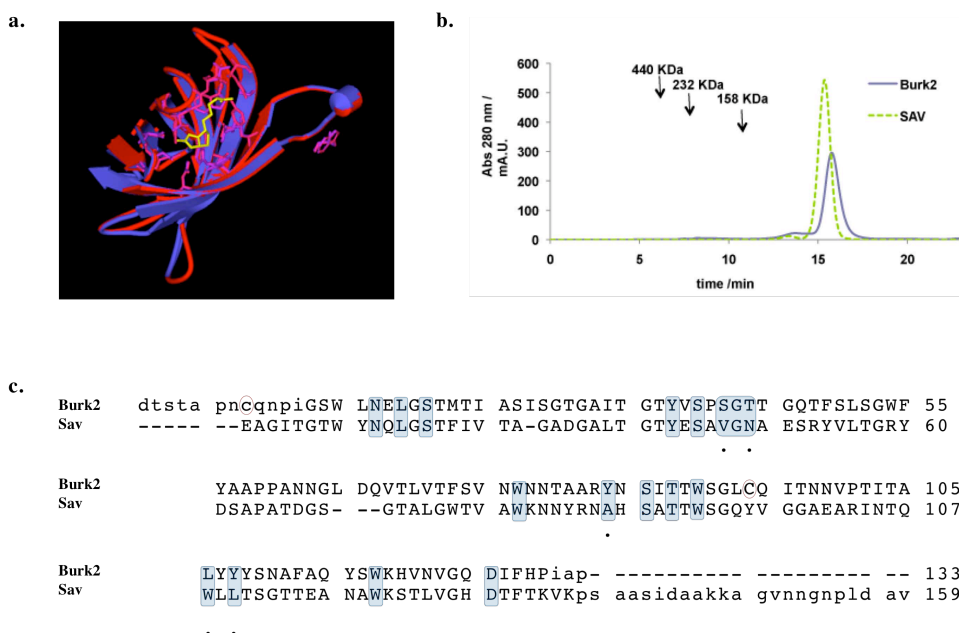 a.
b.
600
500
400
300
200
100
0
Abs 280 nm / mA.U.
440 KDa
232 KDa
158 KDa
Burk2
SAV
0 5 10 15 20
time /min
c.
Burk2 dtsta pncqnpiGSW LNELGSTMTI ASISGTGAIT GTYVSPSGTT GQTFSLSGWF 55
Sav ----- --EAGITGTW YNQLGSTFIV TA-GADGALT GTYESAVGNA ESRYVLTGRY 60
. .
Burk2 YAAPPANNGL DQVTLVTFSV NWNNTAARYN SITTWSGLCQ ITNNVPTITA 105
Sav DSAPATDGS- -GTALGWTVA WKNNYRNAH SATTWSGQYV GGAEARINTQ 107
.
Burk2 LYYYSNAFAQ YSWKHVNVGQ DIFHPiap- ---------- ---------- -- 133
Sav WLLTSGTTEA NAWKSTLVGH DTFTKVKps aasidaakka gvnngnpld av 159
. .